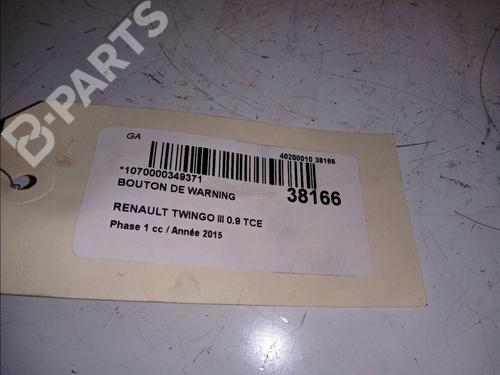 B-PARTS
GA
40200010 38166
*1070000349371
BOUTON DE WARNING
38166
RENAULT TWINGO III 0.9 TCE
Phase 1 cc / Année 2015